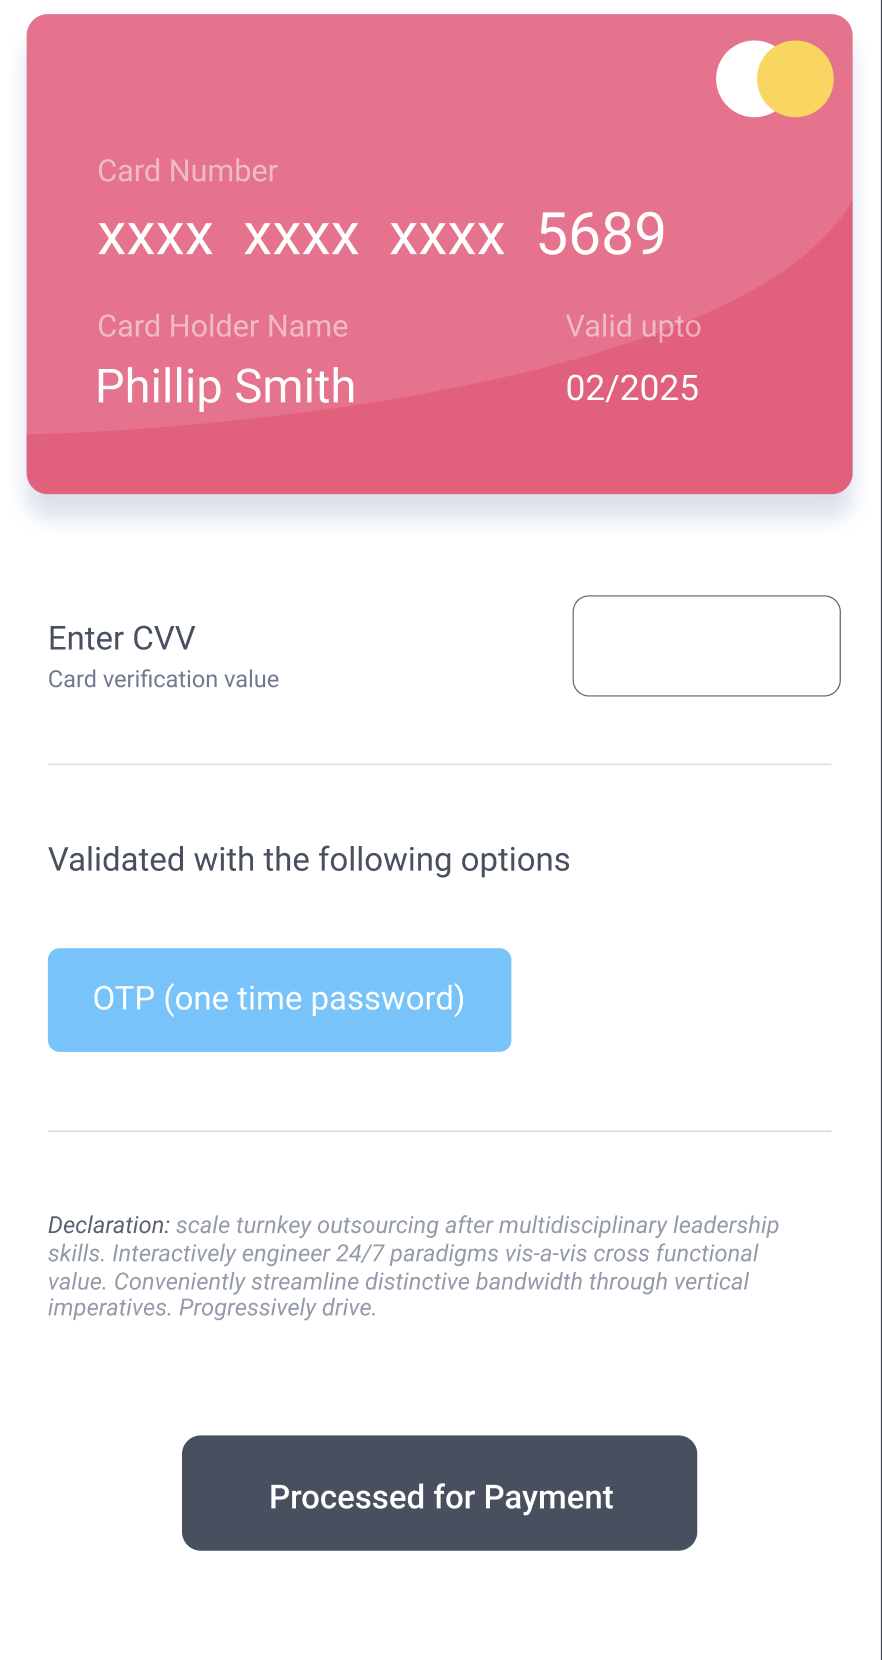 Card Number
xxxx xxxx xxxx 5689
Card Holder Name Valid upto
Phillip Smith 02/2025
Enter CVV
Card verification value
Validated with the following options
OTP (one time password)
Declaration: scale turnkey outsourcing after multidisciplinary leadership
skills. Interactively engineer 24/7 paradigms vis-a-vis cross functional
value. Conveniently streamline distinctive bandwidth through vertical
imperatives. Progressively drive.
Processed for Payment